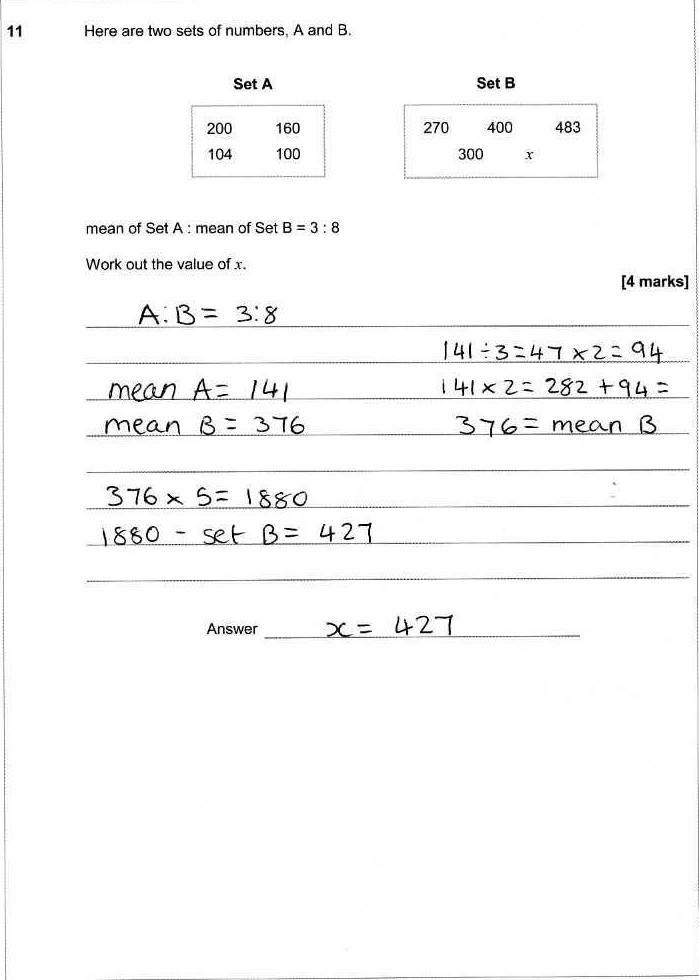 11 Here are two sets of numbers, A and B.
Set A Set B
200 160
104 100
270 400 483
300 x
mean of Set A : mean of Set B = 3 : 8
Work out the value of x.
[4 marks]
A:B = 3:8
141÷3=47×2=94
mean A= 141
141×2= 282 +94=
mean B = 376
376= mean B
376 × 5= 1880
1880 - set B= 427
Answer x= 427